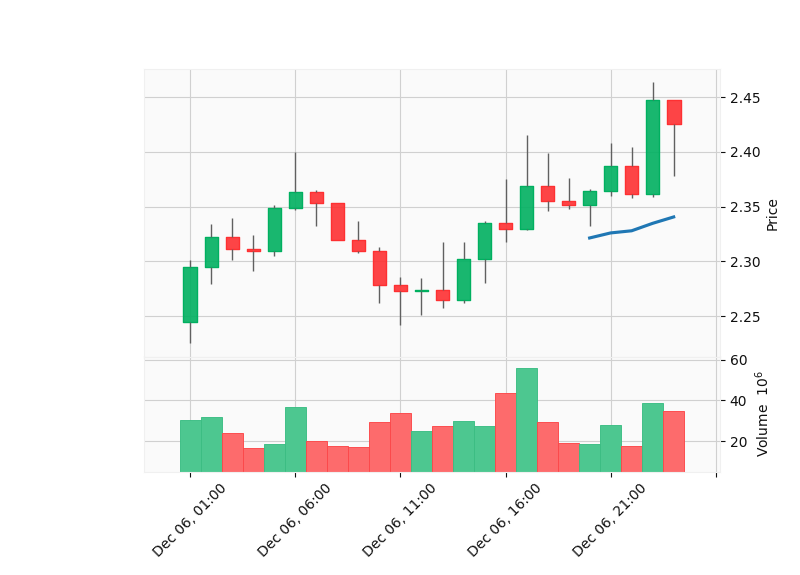 2.45
2.40
2.35
2.30
2.25
Price
60
40
20
Volume 10^6
Dec 06, 01:00
Dec 06, 06:00
Dec 06, 11:00
Dec 06, 16:00
Dec 06, 21:00